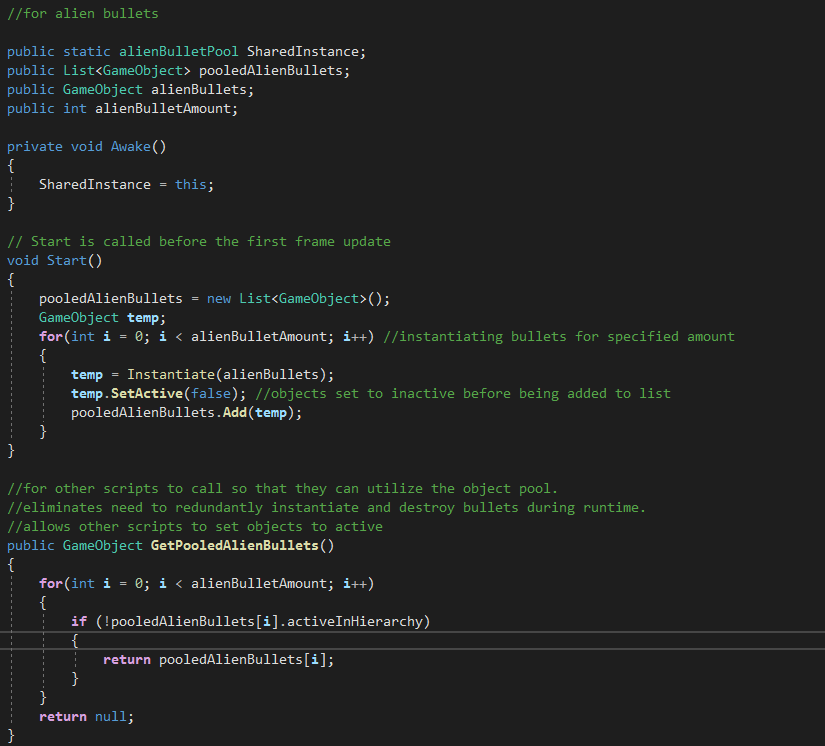 //for alien bullets
public static alienBulletPool SharedInstance;
public List<GameObject> pooledAlienBullets;
public GameObject alienBullets;
public int alienBulletAmount;
private void Awake()
{
SharedInstance = this;
}
// Start is called before the first frame update
void Start()
{
pooledAlienBullets = new List<GameObject>();
GameObject temp;
for(int i = 0; i < alienBulletAmount; i++) //instantiating bullets for specified amount
{
temp = Instantiate(alienBullets);
temp.SetActive(false); //objects set to inactive before being added to list
pooledAlienBullets.Add(temp);
}
}
//for other scripts to call so that they can utilize the object pool.
//eliminates need to redundantly instantiate and destroy bullets during runtime.
//allows other scripts to set objects to active
public GameObject GetPooledAlienBullets()
{
for(int i = 0; i < alienBulletAmount; i++)
{
if (!pooledAlienBullets[i].activeInHierarchy)
{
return pooledAlienBullets[i];
}
}
return null;
}